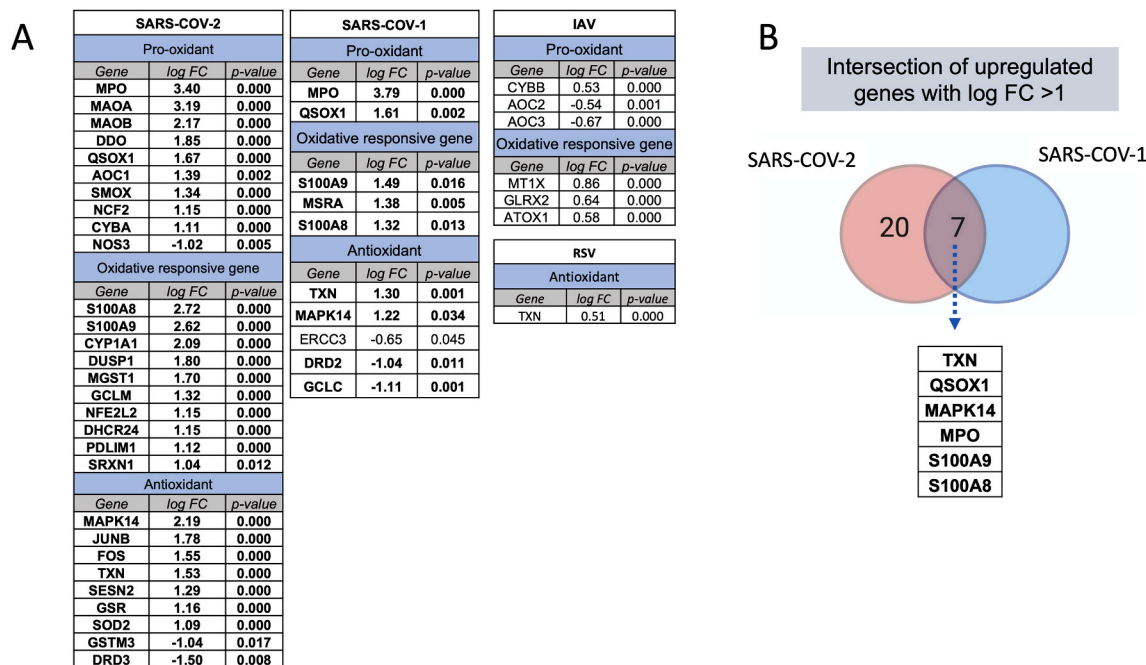 A
SARS-COV-2
Pro-oxidant
Gene log FC p-value
MPO 3.40 0.000
MAOA 3.19 0.000
MAOB 2.17 0.000
DDO 1.85 0.000
QSOX1 1.67 0.000
AOC1 1.39 0.002
SMOX 1.34 0.000
NCF2 1.15 0.000
CYBA 1.11 0.000
NOS3 -1.02 0.005
Oxidative responsive gene
Gene log FC p-value
S100A8 2.72 0.000
S100A9 2.62 0.000
CYP1A1 2.09 0.000
DUSP1 1.80 0.000
MGST1 1.70 0.000
GCLM 1.32 0.000
NFE2L2 1.15 0.000
DHCR24 1.15 0.000
PDLIM1 1.12 0.000
SRXN1 1.04 0.012
Antioxidant
Gene log FC p-value
MAPK14 2.19 0.000
JUNB 1.78 0.000
FOS 1.55 0.000
TXN 1.53 0.000
SESN2 1.29 0.000
GSR 1.16 0.000
SOD2 1.09 0.000
GSTM3 -1.04 0.017
DRD3 -1.50 0.008
SARS-COV-1
Pro-oxidant
Gene log FC p-value
MPO 3.79 0.000
QSOX1 1.61 0.002
Oxidative responsive gene
Gene log FC p-value
S100A9 1.49 0.016
MSRA 1.38 0.005
S100A8 1.32 0.013
Antioxidant
Gene log FC p-value
TXN 1.30 0.001
MAPK14 1.22 0.034
ERCC3 -0.65 0.045
DRD2 -1.04 0.011
GCLC -1.11 0.001
IAV
Pro-oxidant
Gene log FC p-value
CYBB 0.53 0.000
AOC2 -0.54 0.001
AOC3 -0.67 0.000
Oxidative responsive gene
MT1X 0.86 0.000
GLRX2 0.64 0.000
ATOX1 0.58 0.000
RSV
Antioxidant
Gene log FC p-value
TXN 0.51 0.000
B
Intersection of upregulated
genes with log FC >1
SARS-COV-2
SARS-COV-1
20 7
TXN
QSOX1
MAPK14
MPO
S100A9
S100A8